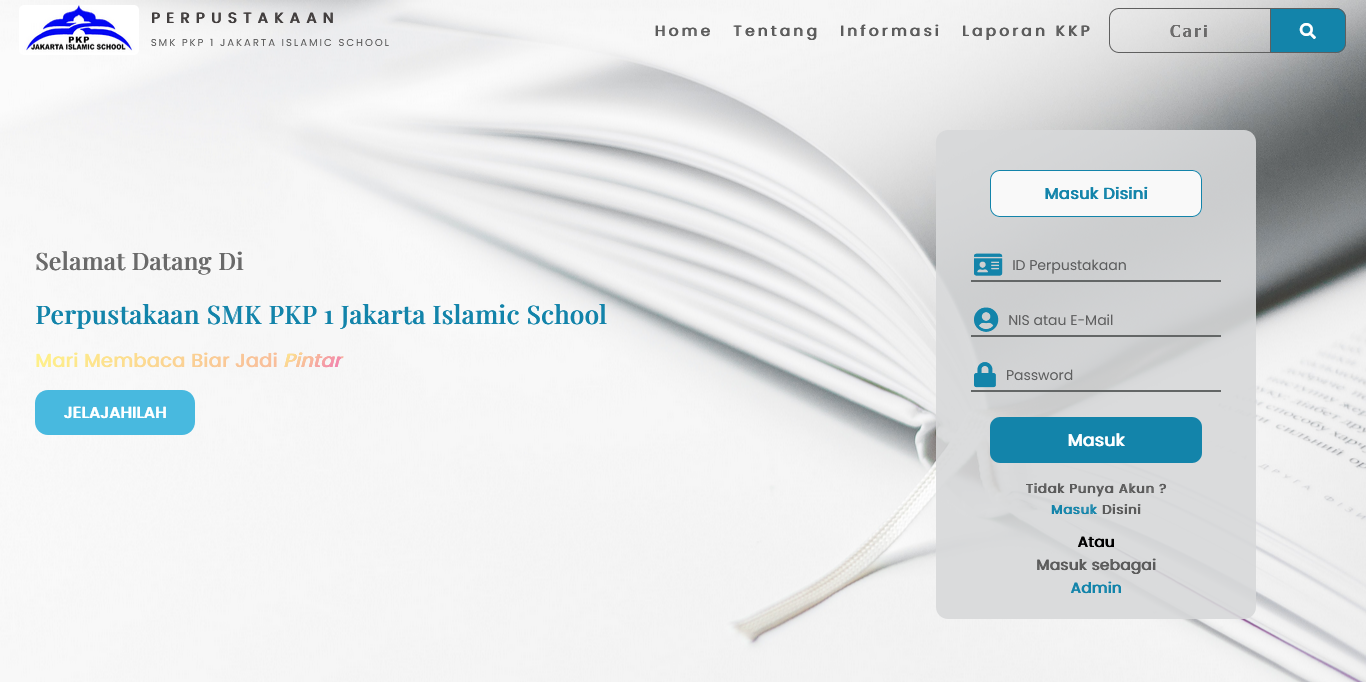 PKP
JAKARTA ISLAMIC SCHOOL
PERPUSTAKAAN
SMK PKP 1 JAKARTA ISLAMIC SCHOOL
Home Tentang Informasi Laporan KKP Cari
Selamat Datang Di
Perpustakaan SMK PKP 1 Jakarta Islamic School
Mari Membaca Biar Jadi Pintar
JELAJAHILAH
Masuk Disini
ID Perpustakaan
NIS atau E-Mail
Password
Masuk
Tidak Punya Akun ?
Masuk Disini
Atau
Masuk sebagai
Admin